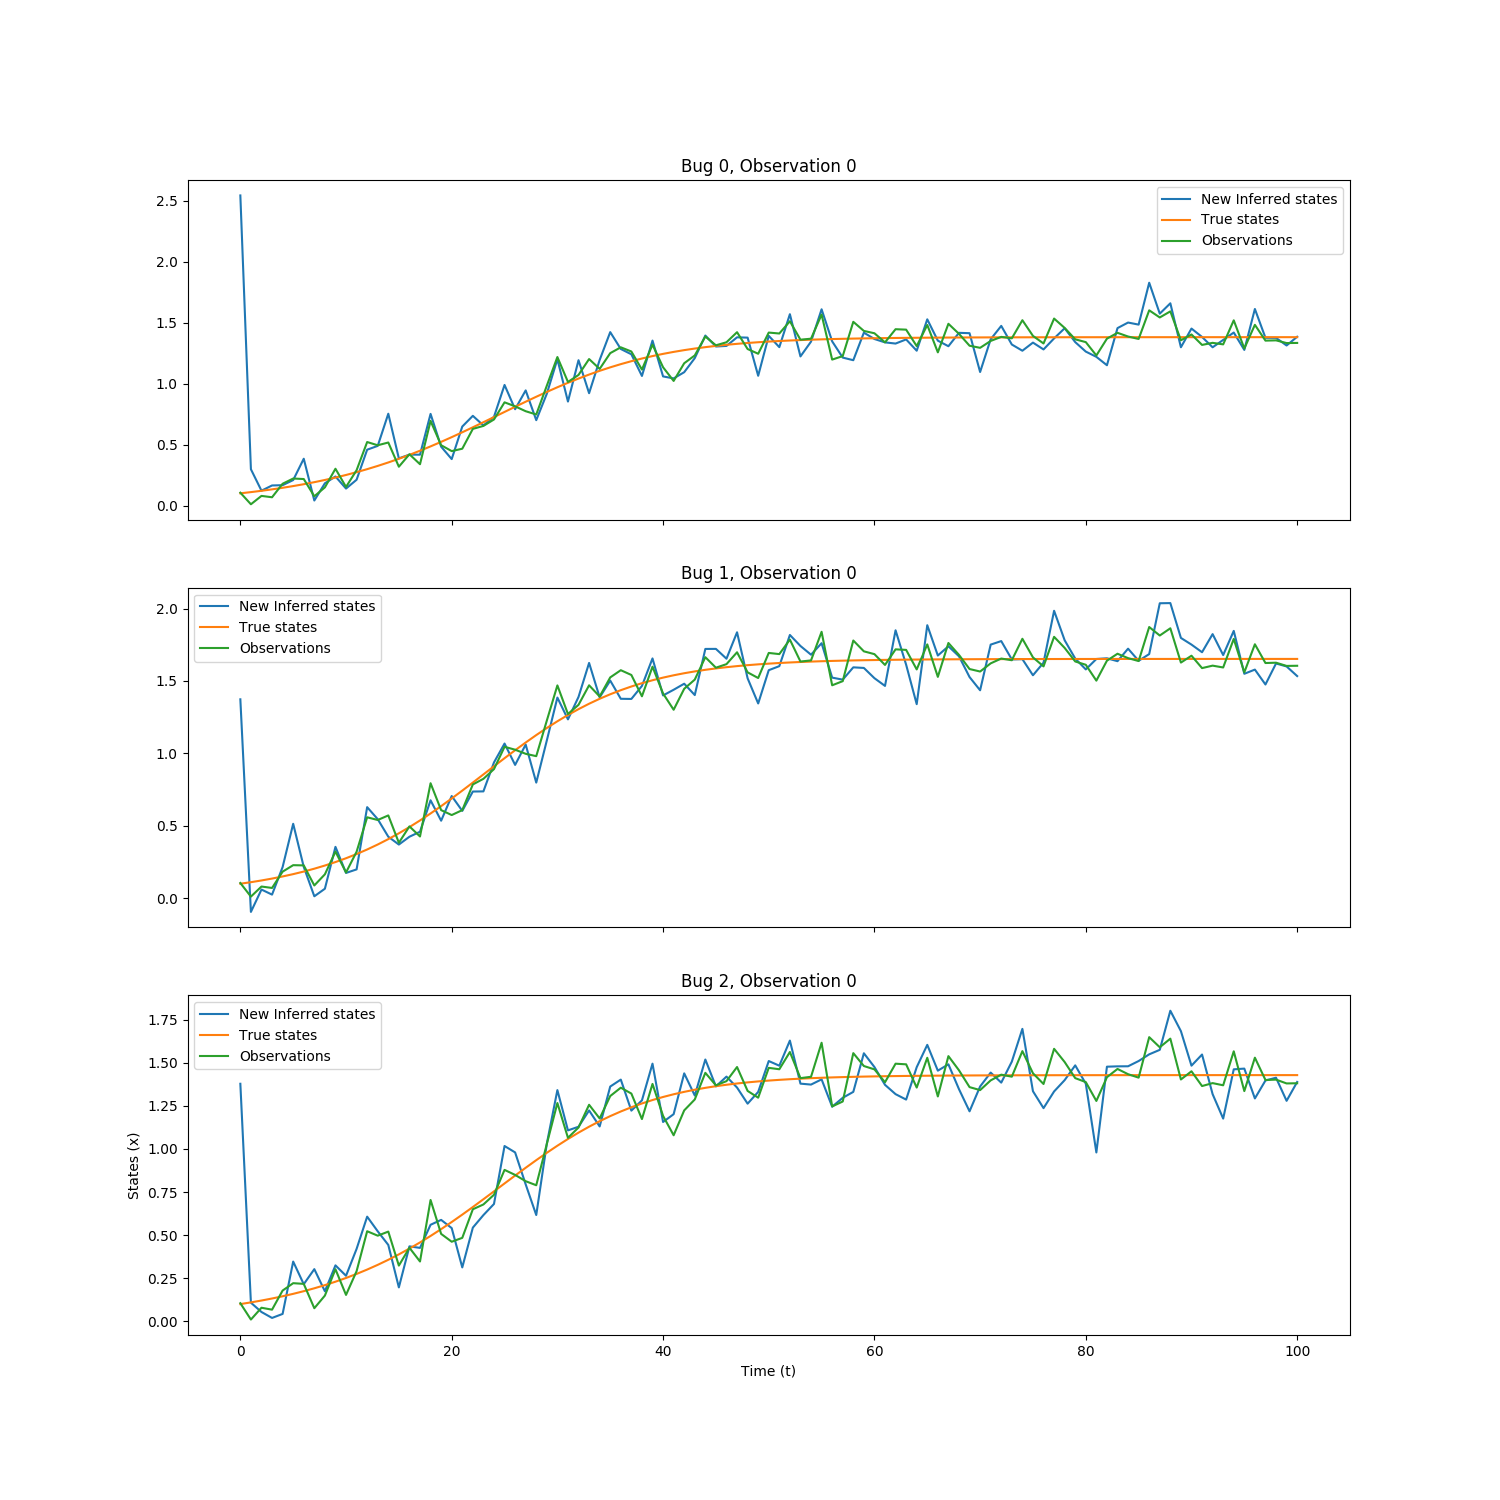 Bug 0, Observation 0
2.5
2.0
1.5
1.0
0.5
0.0
New Inferred states
True states
Observations
Bug 1, Observation 0
2.0
1.5
1.0
0.5
0.0
New Inferred states
True states
Observations
Bug 2, Observation 0
1.75
1.50
1.25
1.00
0.75
0.50
0.25
0.00
New Inferred states
True states
Observations
States (x)
0 20 40 60 80 100
Time (t)